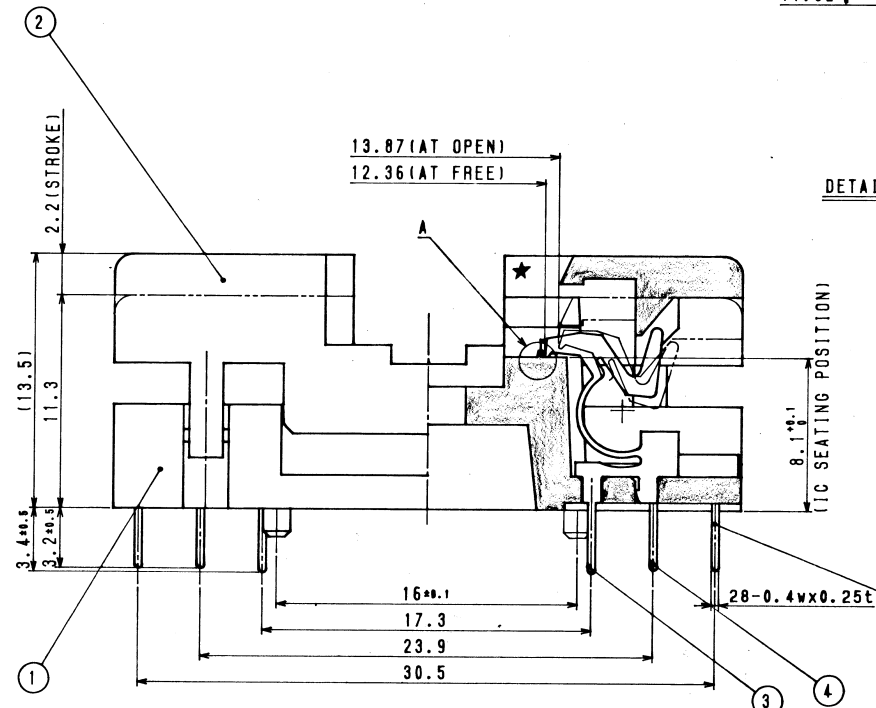 2
13.87(AT OPEN)
12.36(AT FREE)
DETAI
2.2(STROKE)
A
★
(13.5)
11.3
8.1 +0.1 0
(IC SEATING POSITION)
3.4±0.5
3.2±0.5
16±0.1
28-0.4wx0.25t
17.3
23.9
30.5
1
3
4